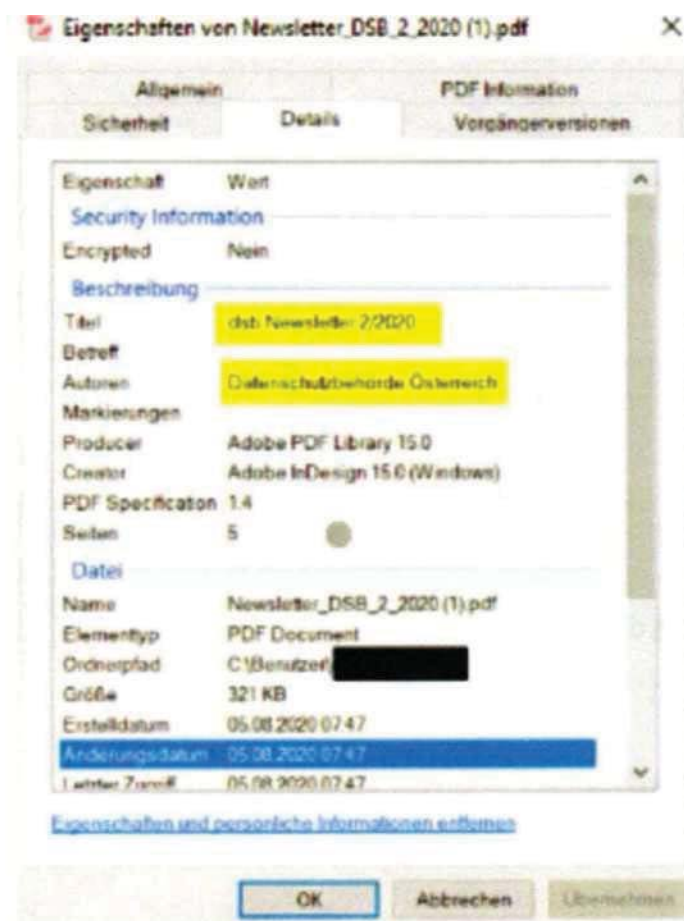 Eigenschaften von Newsletter_DSB_2_2020 (1).pdf
Allgemein PDF Information
Sicherheit Details Vorgängerversionen
Eigenschaft Wert
Security Information
Encrypted Nein
Beschreibung
Titel dsb Newsletter 2/2020
Betreff
Autoren Datenschutzbehörde Österreich
Markierungen
Producer Adobe PDF Library 15.0
Creator Adobe InDesign 15.0 (Windows)
PDF Specification 1.4
Seiten 5
Datei
Name Newsletter_DSB_2_2020 (1).pdf
Elementtyp PDF Document
Ordnerpfad C:\Benutzer\
Größe 321 KB
Erstelldatum 05.08.2020 07:47
Änderungsdatum 05.08.2020 07:47
Letzter Zugriff 05.08.2020 07:47
Eigenschaften und persönliche Informationen entfernen
OK Abbrechen Übernehmen